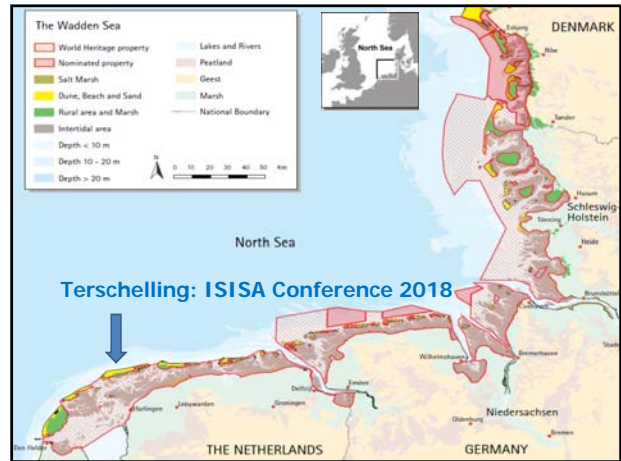 The Wadden Sea
World Heritage property
Nominated property
Salt Marsh
Dune, Beach and Sand
Rural area and Marsh
Intertidal area
Depth < 10 m
Depth 10 - 20 m
Depth > 20 m
Lakes and Rivers
Peatland
Geest
Marsh
National Boundary
N
0 10 20 30 40 50 Km
North Sea
DENMARK
Esbjerg
Ribe
Tønder
Husum
Schleswig-
Holstein
Tönning
Heide
North Sea
Terschelling: ISISA Conference 2018
Brunsbüttel
Cuxhaven
Wilhelmshaven
Bremerhaven
Emden
Delfzijl
Harlingen
Leeuwarden
Groningen
Den Helder
Niedersachsen
Oldenburg
Bremen
THE NETHERLANDS
GERMANY